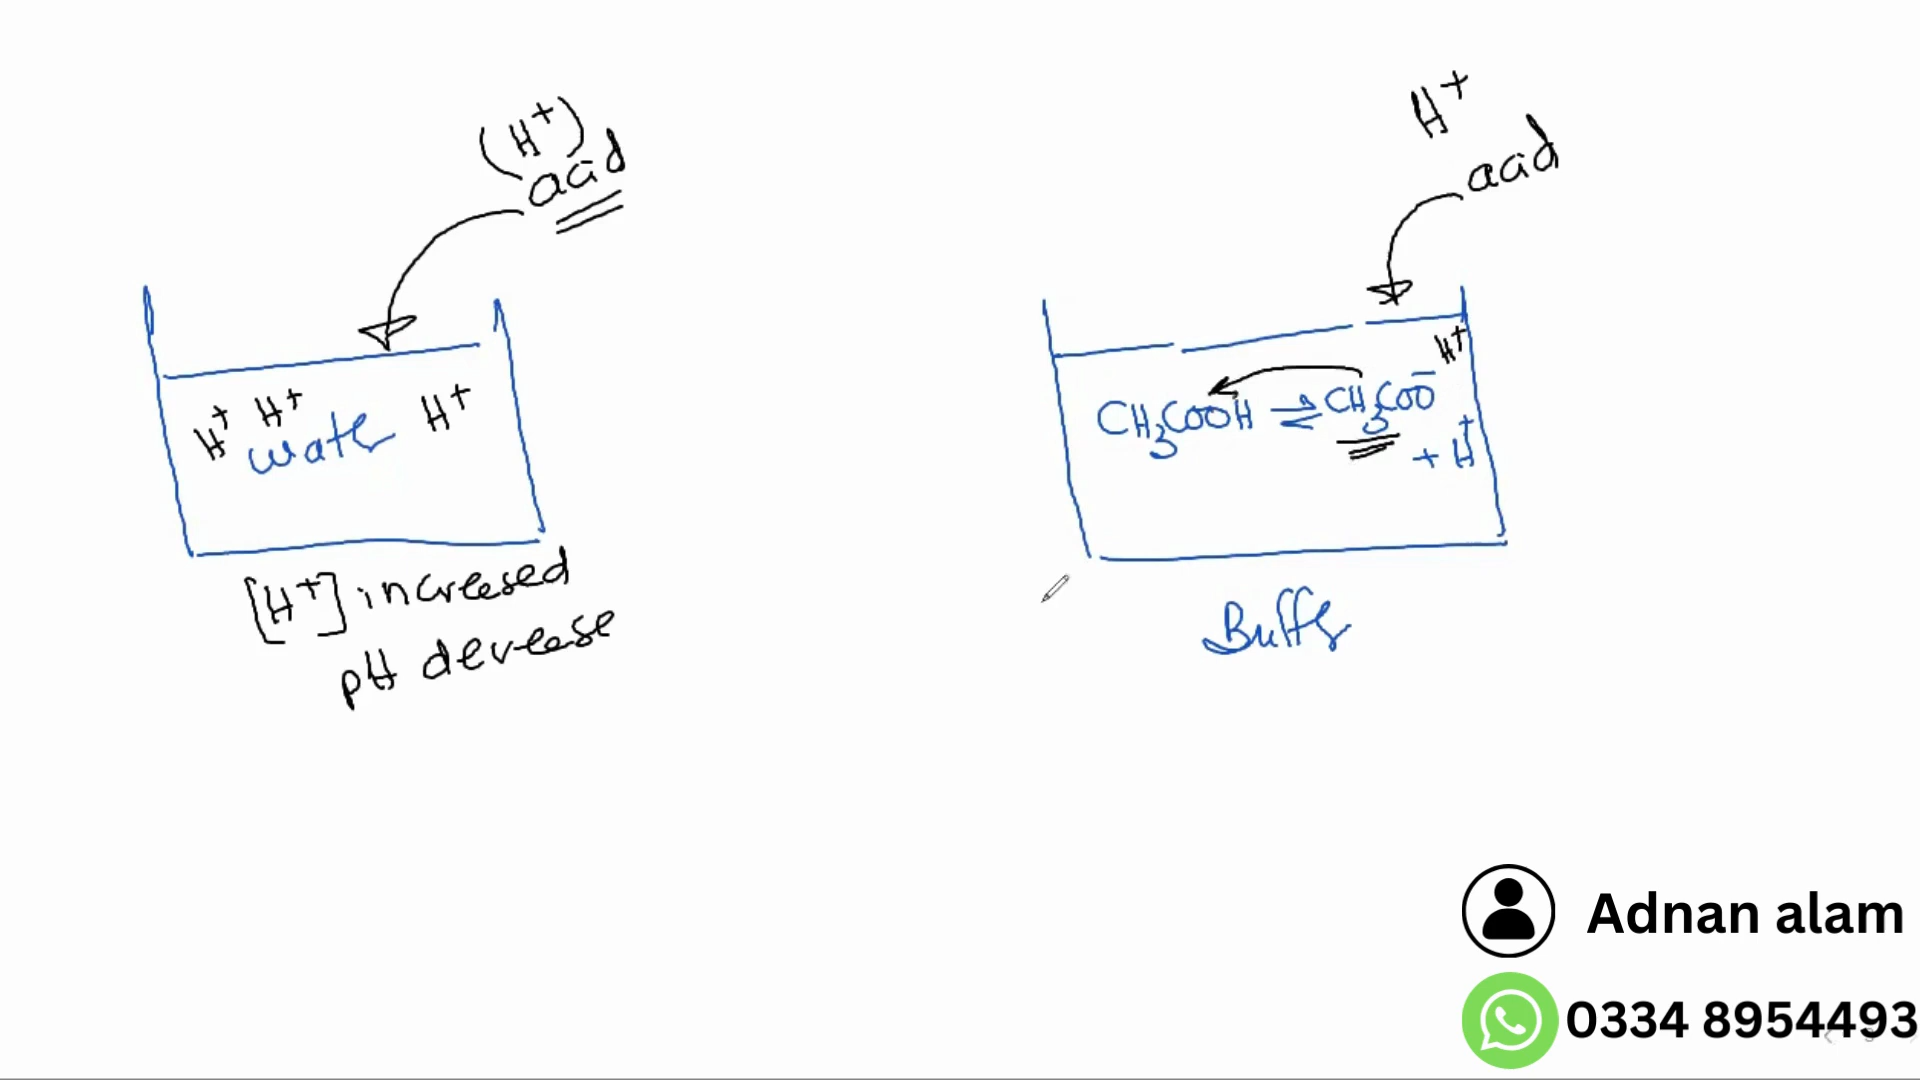 (H⁺)
acid
H⁺ H⁺ H⁺
water
[H⁺] increased
pH decrease
H⁺
acid
H⁺
CH₃COOH ⇌ CH₃COO⁻
+ H⁺
Buffer
Adnan alam
0334 8954493